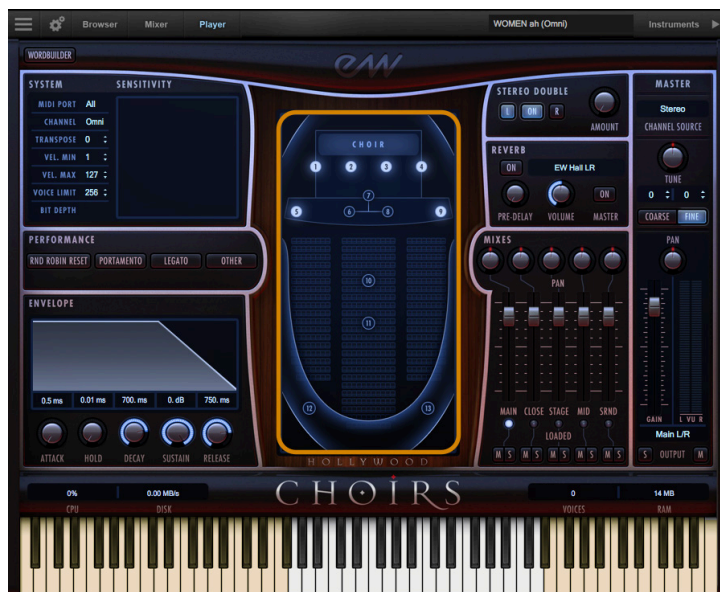 Browser Mixer Player WOMEN ah (Omni) Instruments
WORDBUILDER
EW
SYSTEM SENSITIVITY
MIDI PORT All
CHANNEL Omni
TRANSPOSE 0
VEL. MIN 1
VEL. MAX 127
VOICE LIMIT 256
BIT DEPTH
PERFORMANCE
RND ROBIN RESET PORTAMENTO LEGATO OTHER
ENVELOPE
0.5 ms 0.01 ms 700. ms 0. dB 750. ms
ATTACK HOLD DECAY SUSTAIN RELEASE
CHOIR
1 2 3 4
7
5 6 8 9
10
11
12 13
HOLLYWOOD
CHOIRS
STEREO DOUBLE
L ON R
AMOUNT
REVERB
ON EW Hall LR
ON
PRE-DELAY VOLUME MASTER
MIXES
PAN
MAIN CLOSE STAGE MID SRND
LOADED
M S M S M S M S M S
MASTER
Stereo
CHANNEL SOURCE
TUNE
0 0
COARSE FINE
PAN
GAIN L VU R
Main L/R
S OUTPUT M
0% 0.00 MB/s
CPU DISK
0 14 MB
VOICES RAM